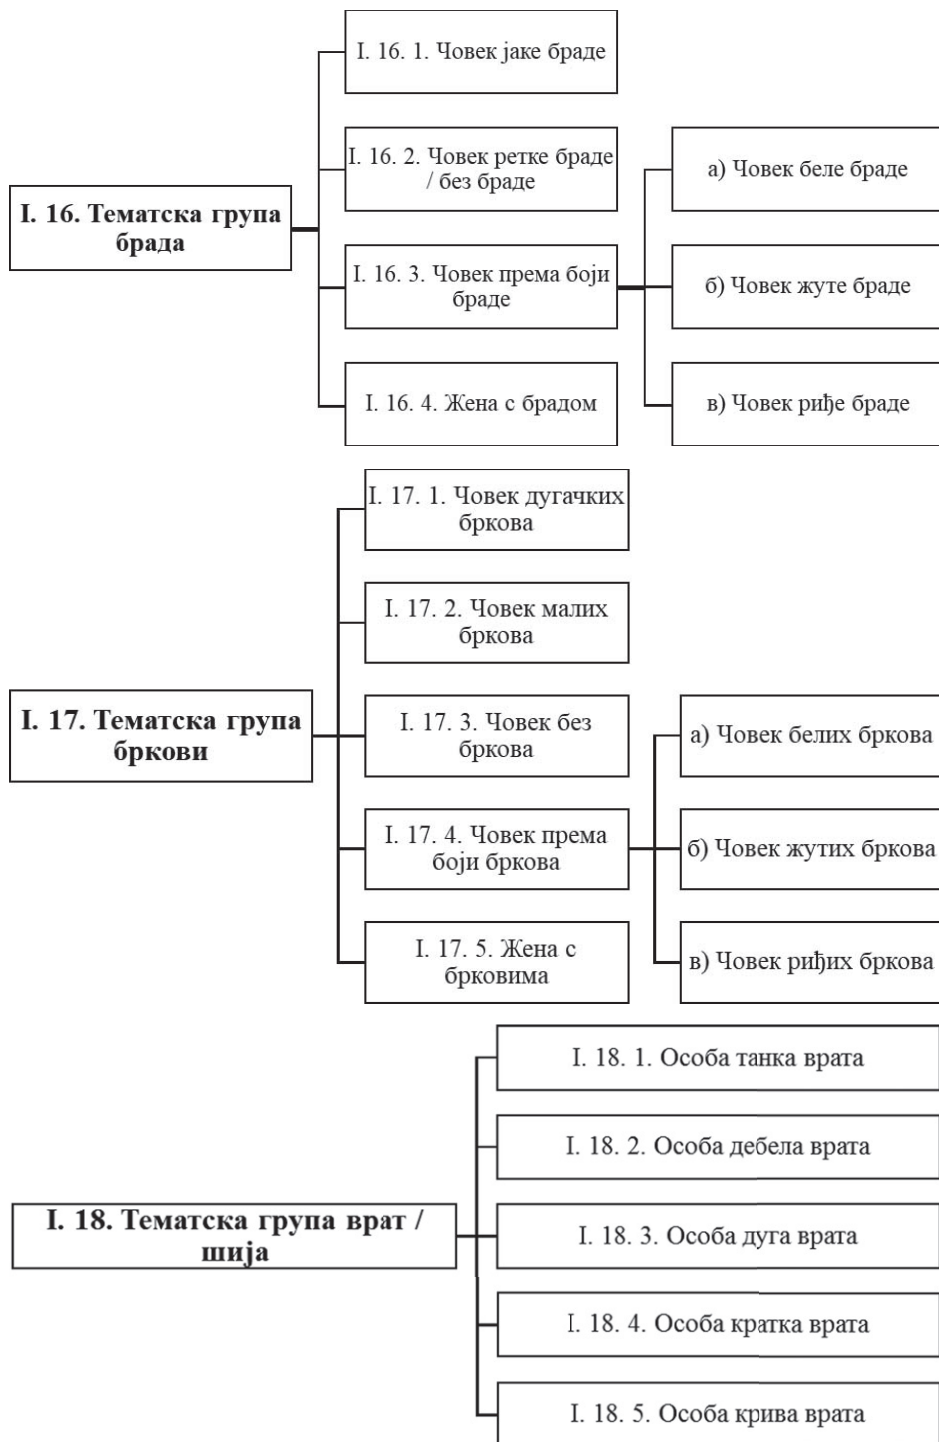 I. 16. Тематска група
брада
I. 16. 1. Човек јаке браде
I. 16. 2. Човек ретке браде
/ без браде
I. 16. 3. Човек према боји
браде
а) Човек беле браде
б) Човек жуте браде
в) Човек риђе браде
I. 16. 4. Жена с брадом
I. 17. Тематска група
бркови
I. 17. 1. Човек дугачких
бркова
I. 17. 2. Човек малих
бркова
I. 17. 3. Човек без
бркова
I. 17. 4. Човек према
боји бркова
а) Човек белих бркова
б) Човек жутих бркова
в) Човек риђих бркова
I. 17. 5. Жена с
брковима
I. 18. Тематска група врат /
шија
I. 18. 1. Особа танка врата
I. 18. 2. Особа дебела врата
I. 18. 3. Особа дуга врата
I. 18. 4. Особа кратка врата
I. 18. 5. Особа крива врата